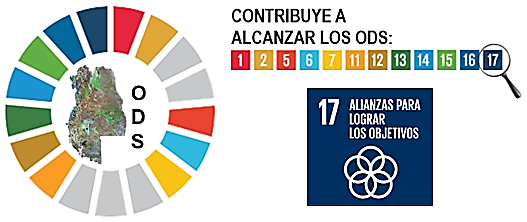 O
D
S
CONTRIBUYE A
ALCANZAR LOS ODS:
1 2 5 6 7 11 12 13 14 15 16 17
17 ALIANZAS PARA
LOGRAR
LOS OBJETIVOS